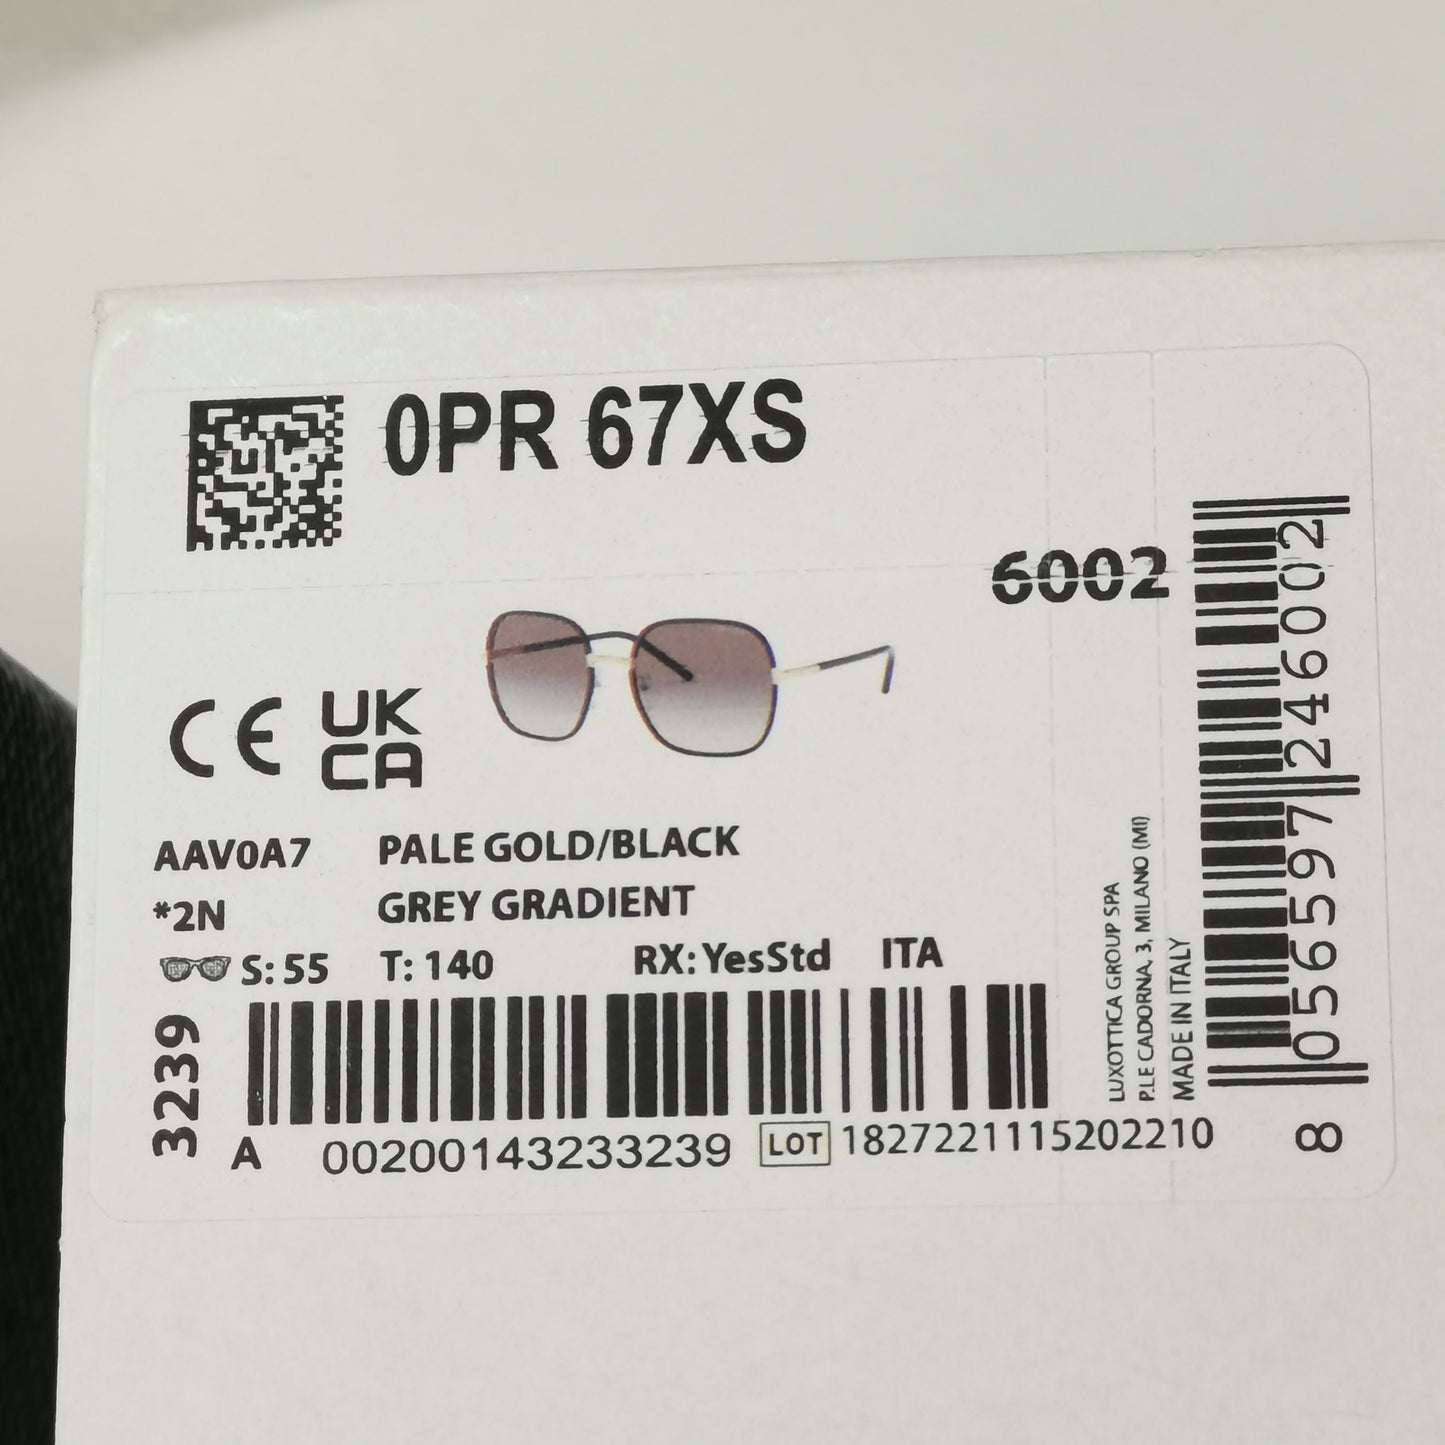 0PR 67XS
6002
CE UK
CA
AAV0A7 PALE GOLD/BLACK
*2N GREY GRADIENT
S: 55 T: 140 RX: YesStd ITA
3239
A 00200143233239 LOT 1827221115202210
LUXOTTICA GROUP SPA
P.LE CADORNA, 3, MILANO (MI)
MADE IN ITALY
8 056597 246002